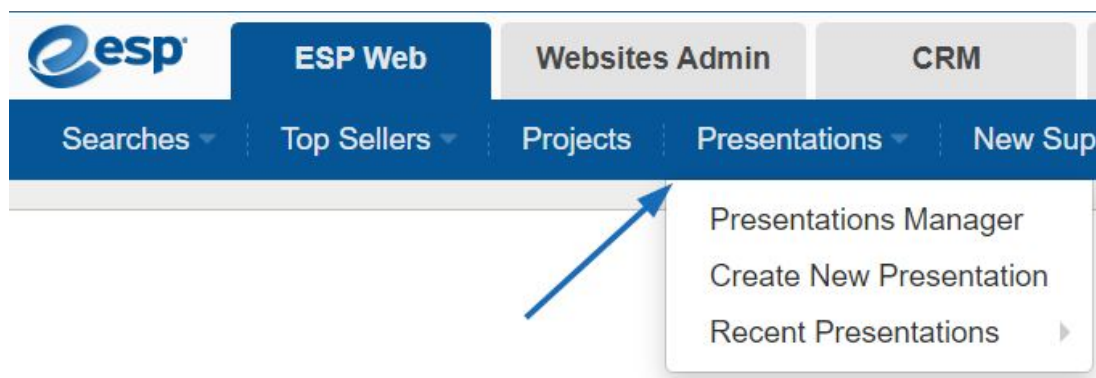 esp
ESP Web
Websites Admin
CRM
Searches
Top Sellers
Projects
Presentations
New Sup
Presentations Manager
Create New Presentation
Recent Presentations